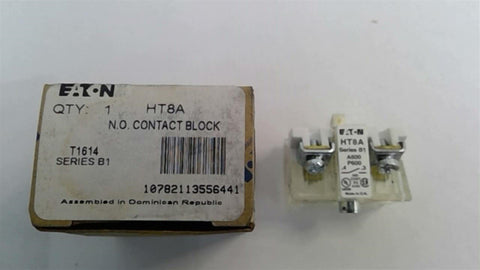 EATON
QTY: 1 HT8A
N.O. CONTACT BLOCK
T1614
SERIES B1
10782113556441
Assembled in Dominican Republic
EATON
HT8A
Series B1
A600
P600